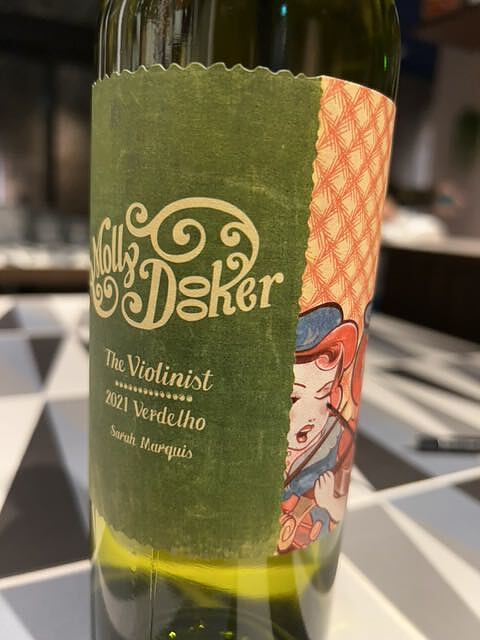 Molly
Dooker
The Violinist
2021 Verdelho
Sarah Marquis